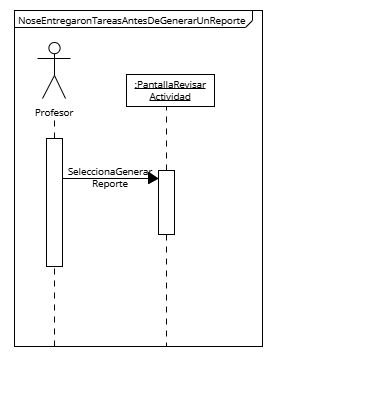 NoseEntregaronTareasAntesDeGenerarUnReporte
:PantallaRevisar
Actividad
Profesor
SeleccionaGenerar
Reporte